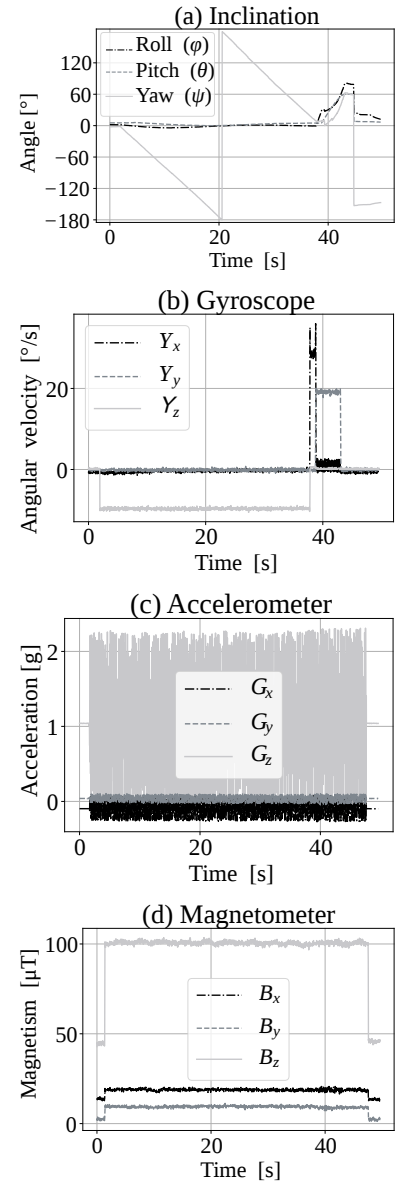 (a) Inclination
Roll (φ)
Pitch (θ)
Yaw (ψ)
Angle [°]
120
60
0
−60
−120
−180
0 20 40
Time [s]
(b) Gyroscope
Yx
Yy
Yz
Angular velocity [°/s]
20
0
0 20 40
Time [s]
(c) Accelerometer
Gx
Gy
Gz
Acceleration [g]
2
1
0
0 20 40
Time [s]
(d) Magnetometer
Bx
By
Bz
Magnetism [μT]
100
50
0
0 20 40
Time [s]